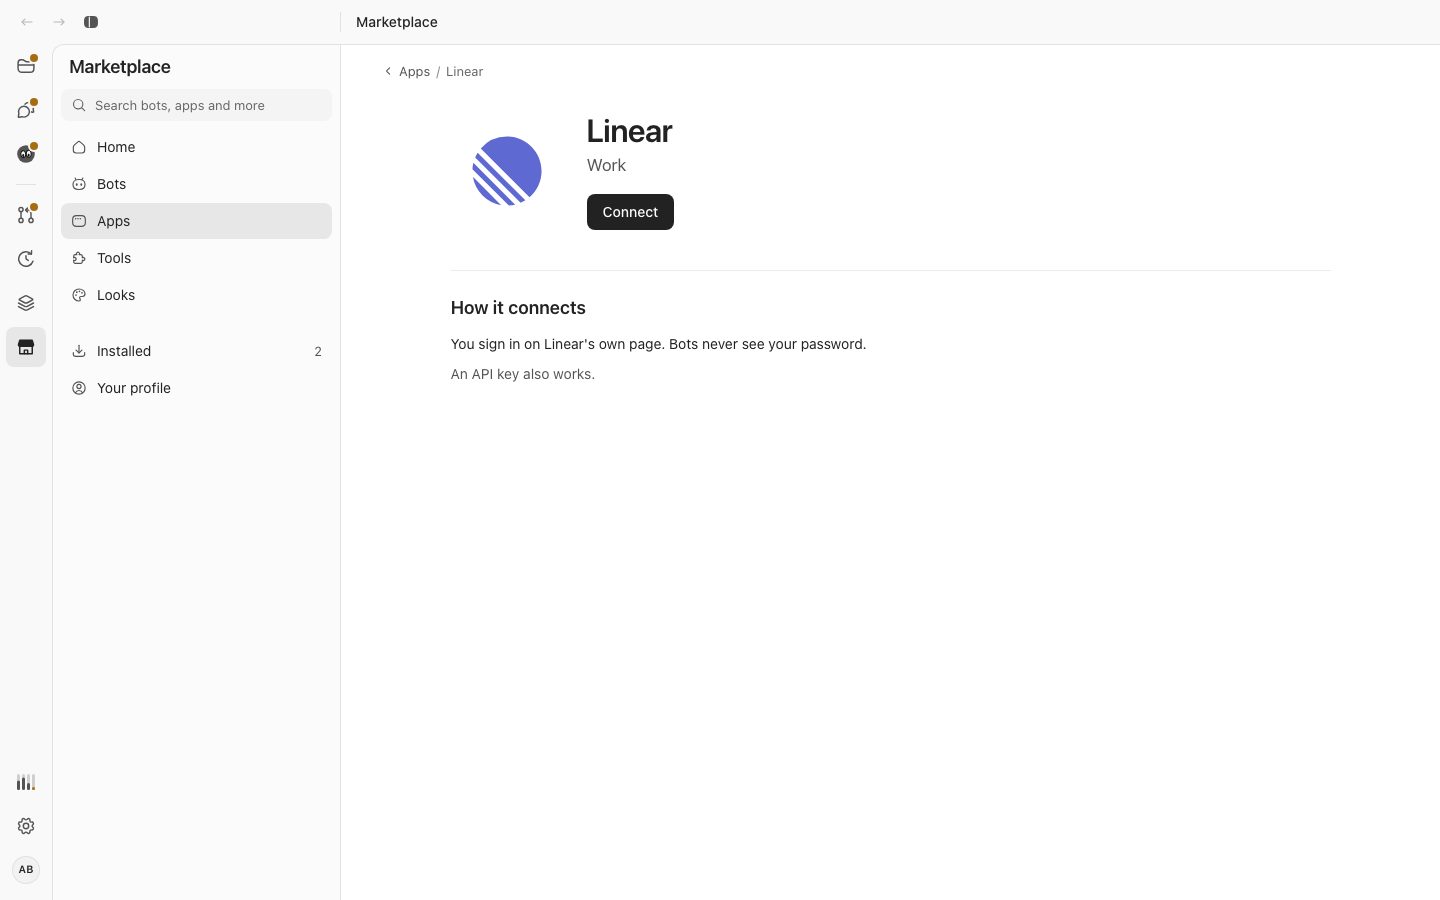 Marketplace
Marketplace
Search bots, apps and more
Home
Bots
Apps
Tools
Looks
Installed 2
Your profile
AB
Apps / Linear
Linear
Work
Connect
How it connects
You sign in on Linear's own page. Bots never see your password.
An API key also works.